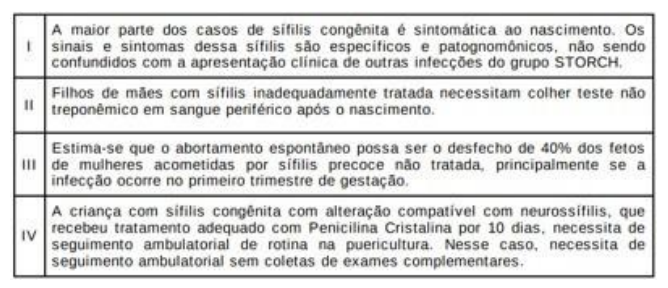 I
A maior parte dos casos de sífilis congênita é sintomática ao nascimento. Os
sinais e sintomas dessa sífilis são específicos e patognomônicos, não sendo
confundidos com a apresentação clínica de outras infecções do grupo STORCH.
II
Filhos de mães com sífilis inadequadamente tratada necessitam colher teste não
treponêmico em sangue periférico após o nascimento.
III
Estima-se que o abortamento espontâneo possa ser o desfecho de 40% dos fetos
de mulheres acometidas por sífilis precoce não tratada, principalmente se a
infecção ocorre no primeiro trimestre de gestação.
IV
A criança com sífilis congênita com alteração compatível com neurossífilis, que
recebeu tratamento adequado com Penicilina Cristalina por 10 dias, necessita de
seguimento ambulatorial de rotina na puericultura. Nesse caso, necessita de
seguimento ambulatorial sem coletas de exames complementares.